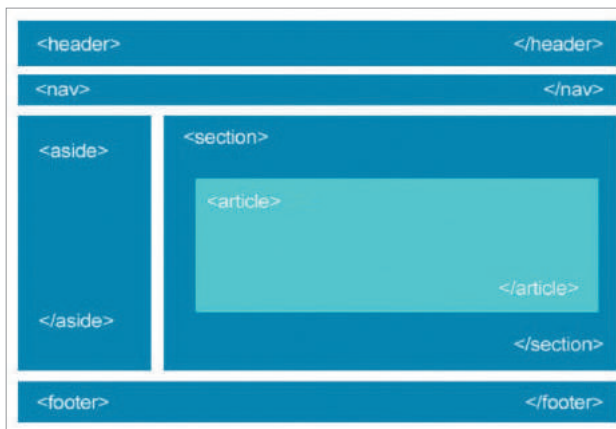 <header> </header>
<nav> </nav>
<aside>
</aside>
<section>
<article>
</article>
</section>
<footer> </footer>